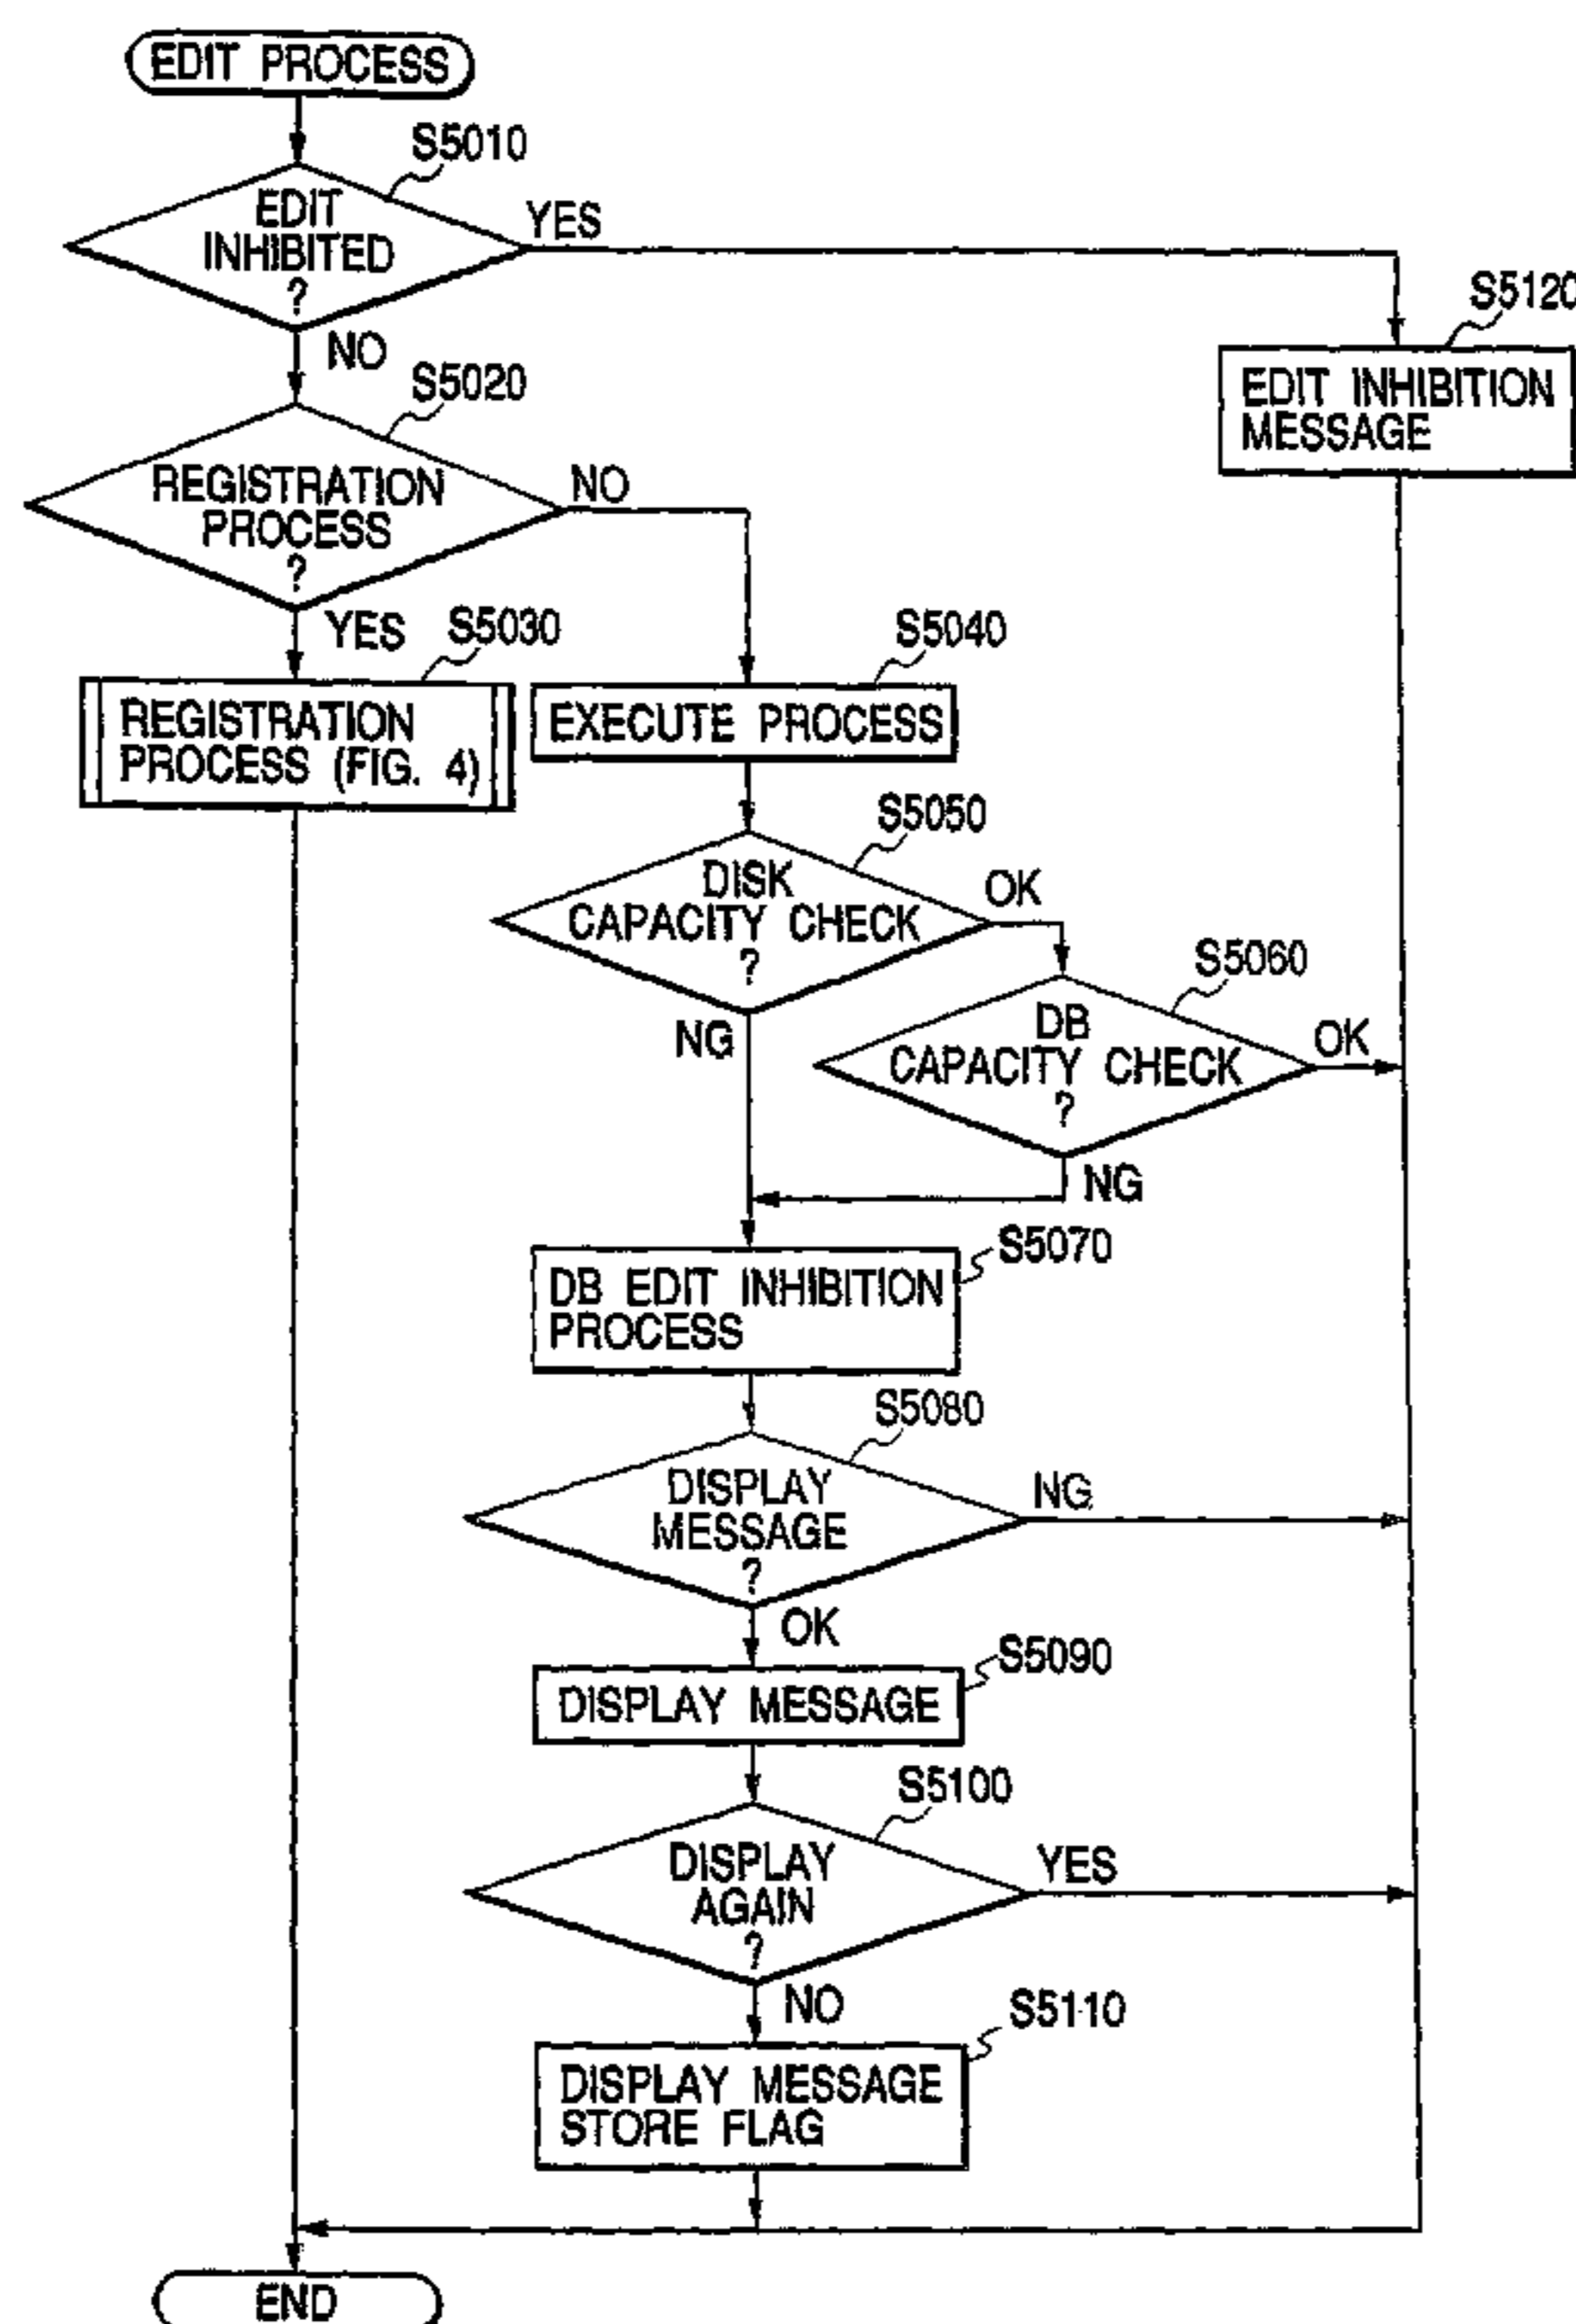 EDIT PROCESS
S5010
EDIT
INHIBITED
?
YES
NO
S5120
EDIT INHIBITION
MESSAGE
S5020
REGISTRATION
PROCESS
?
NO
YES
S5030
REGISTRATION
PROCESS (FIG. 4)
S5040
EXECUTE PROCESS
S5050
DISK
CAPACITY CHECK
?
OK
NG
S5060
DB
CAPACITY CHECK
?
OK
NG
S5070
DB EDIT INHIBITION
PROCESS
S5080
DISPLAY
MESSAGE
?
NG
OK
S5090
DISPLAY MESSAGE
S5100
DISPLAY
AGAIN
?
YES
NO
S5110
DISPLAY MESSAGE
STORE FLAG
END